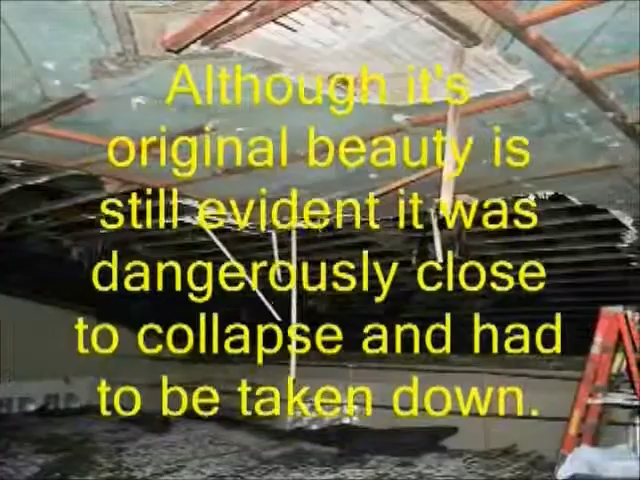 Although it's
original beauty is
still evident it was
dangerously close
to collapse and had
to be taken down.